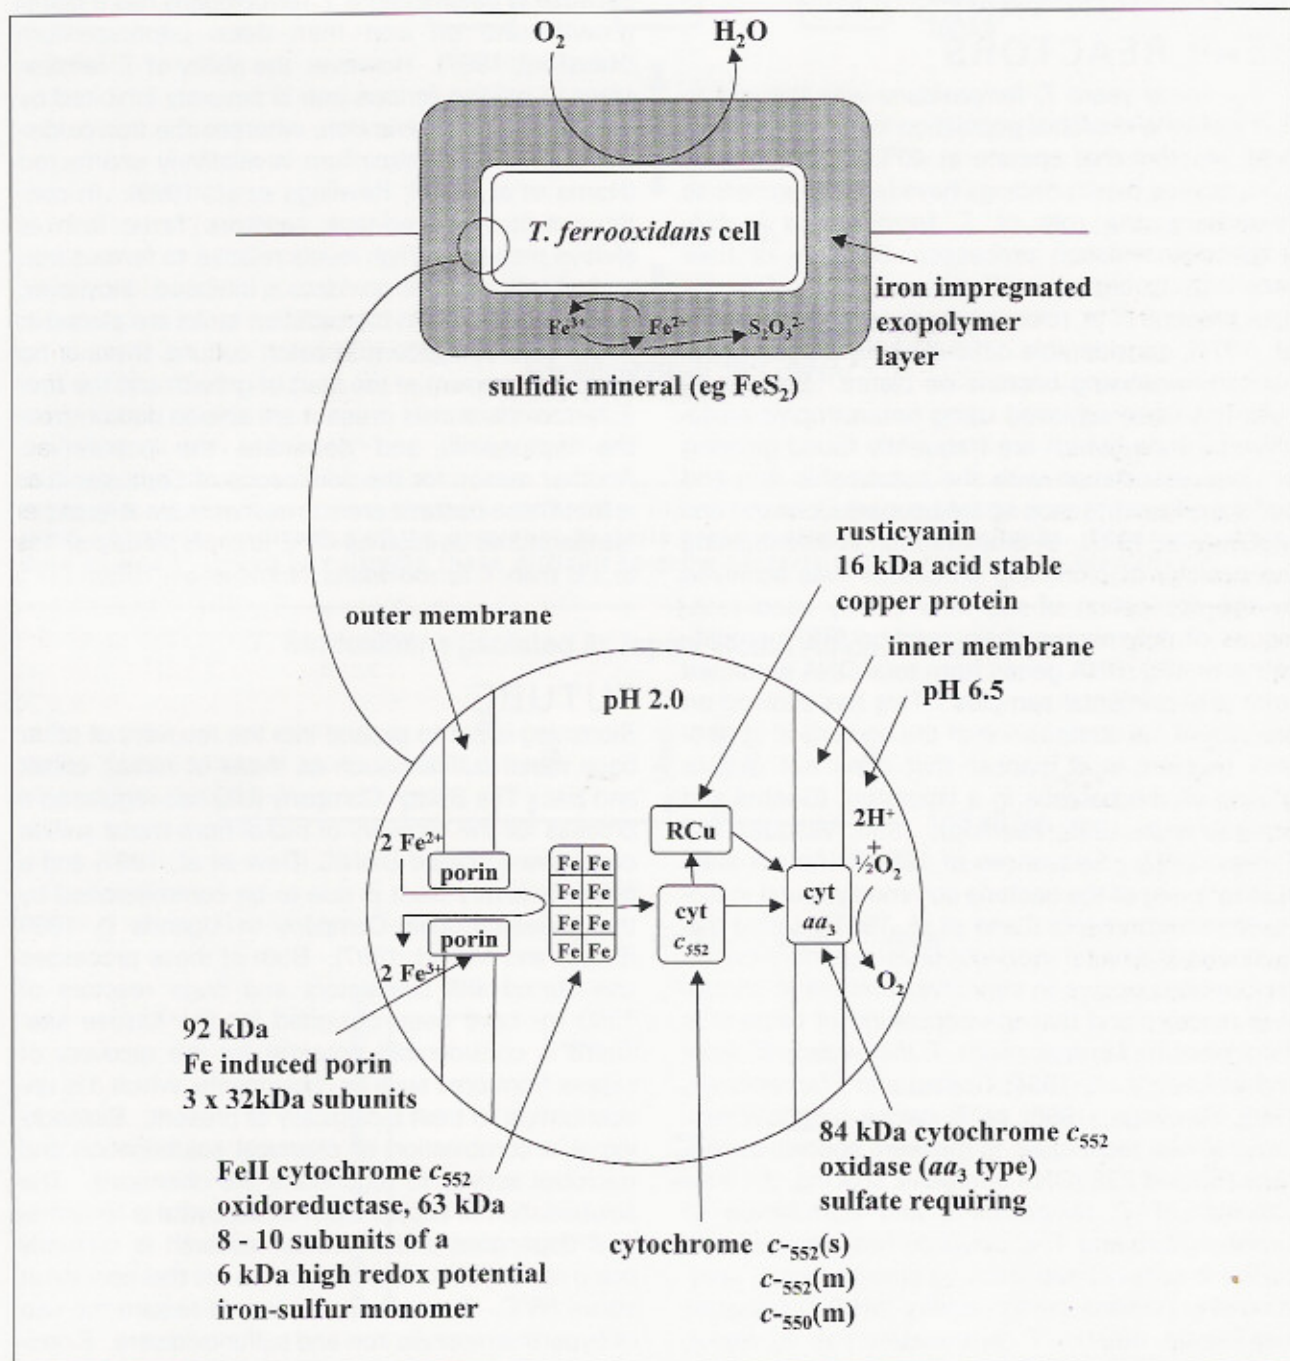 O₂ H₂O
T. ferrooxidans cell
iron impregnated
exopolymer
layer
Fe³⁺ Fe²⁺ S₂O₃²⁻
sulfidic mineral (eg FeS₂)
rusticyanin
16 kDa acid stable
copper protein
outer membrane
inner membrane
pH 2.0
pH 6.5
2 Fe²⁺
porin
porin
2 Fe³⁺
Fe Fe
Fe Fe
Fe Fe
Fe Fe
RCu
cyt
c₅₅₂
cyt
aa₃
2H⁺
+
½O₂
O₂
92 kDa
Fe induced porin
3 x 32kDa subunits
FeII cytochrome c₅₅₂
oxidoreductase, 63 kDa
8 - 10 subunits of a
6 kDa high redox potential
iron-sulfur monomer
cytochrome c-₅₅₂(s)
c-₅₅₂(m)
c-₅₅₀(m)
84 kDa cytochrome c₅₅₂
oxidase (aa₃ type)
sulfate requiring